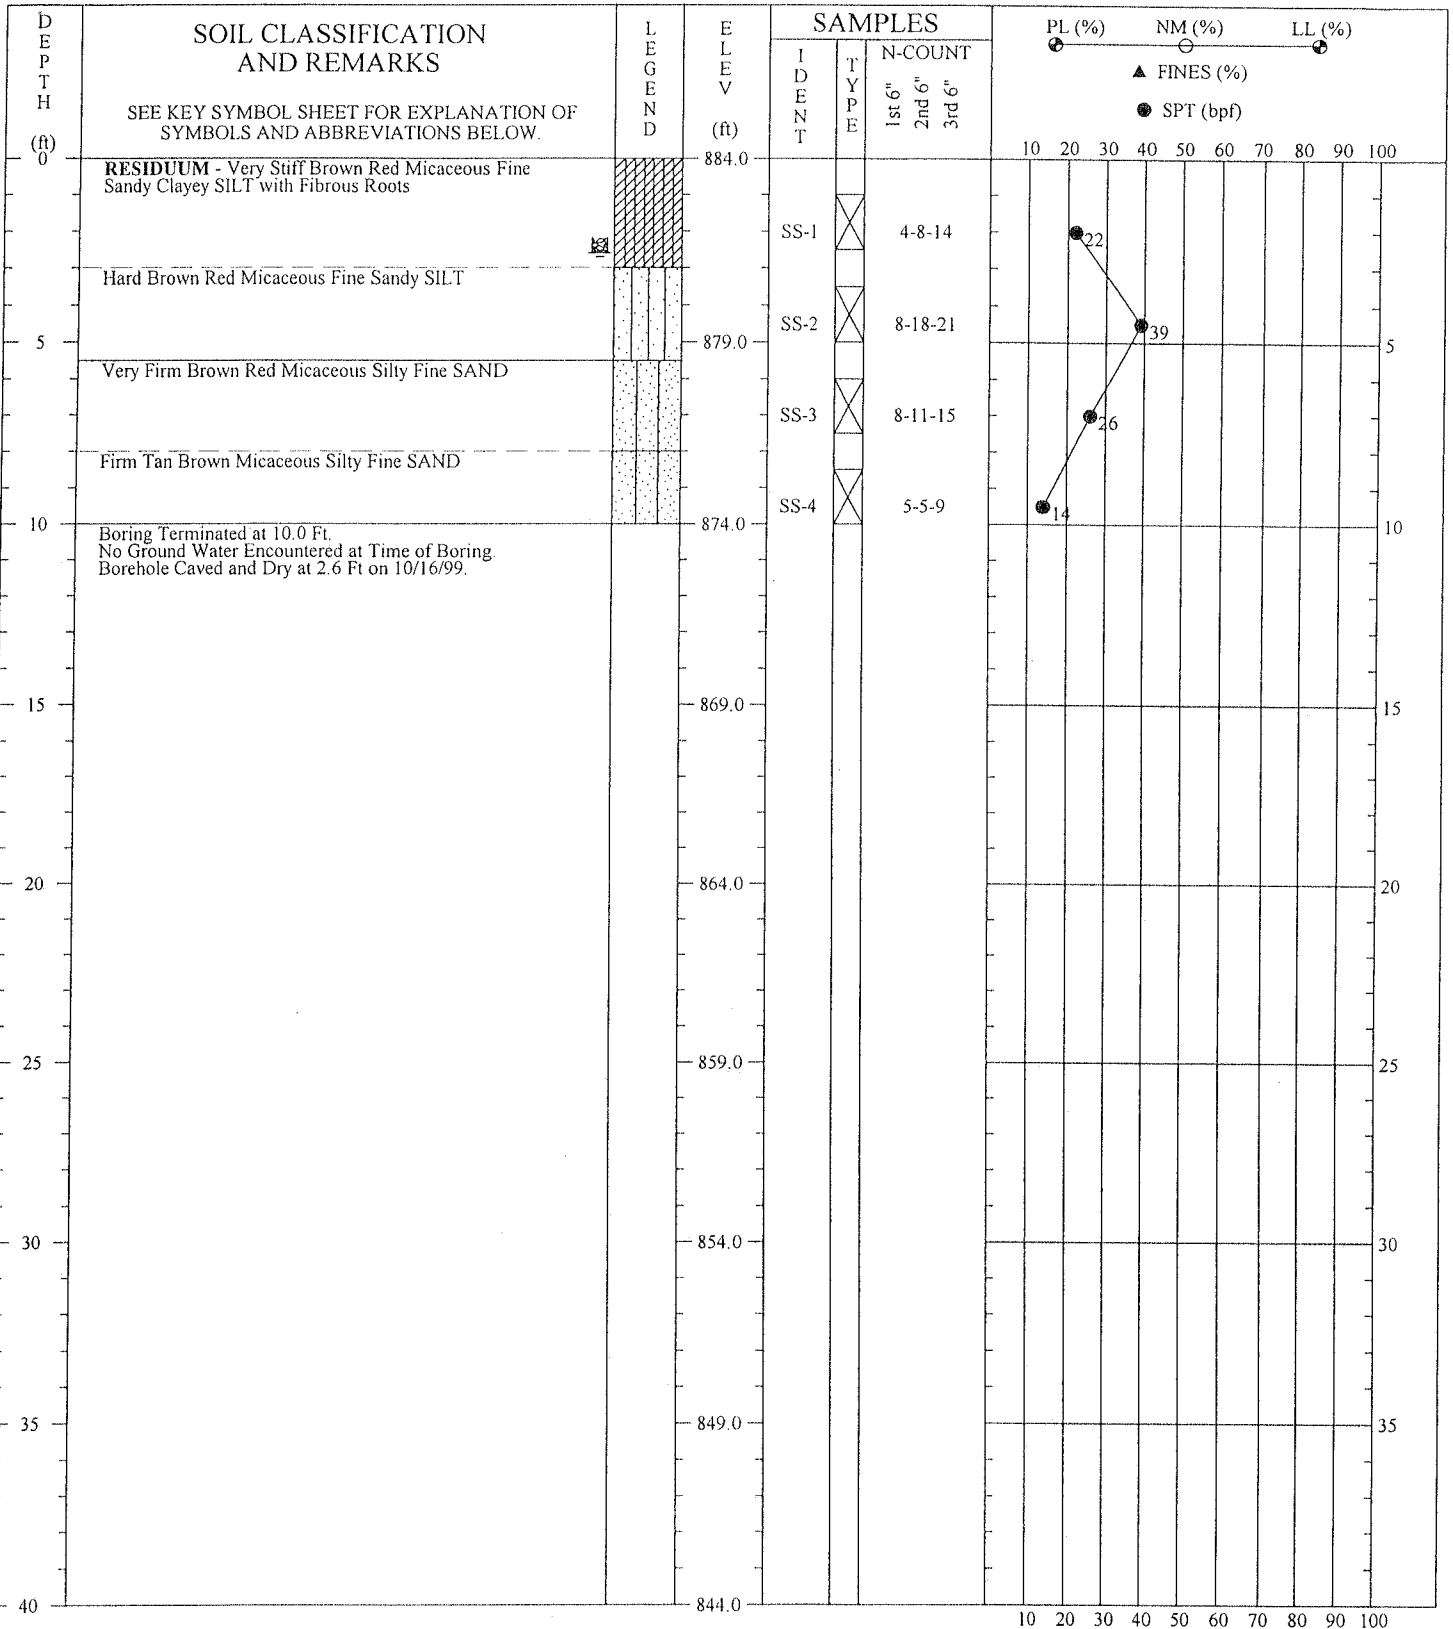 DEPTH (ft)
SOIL CLASSIFICATION
AND REMARKS
SEE KEY SYMBOL SHEET FOR EXPLANATION OF
SYMBOLS AND ABBREVIATIONS BELOW.
LEGEND
ELEV (ft)
SAMPLES
IDENT
TYPE
N-COUNT
1st 6"
2nd 6"
3rd 6"
PL (%) NM (%) LL (%)
▲ FINES (%)
● SPT (bpf)
10 20 30 40 50 60 70 80 90 100
0
RESIDUUM - Very Stiff Brown Red Micaceous Fine
Sandy Clayey SILT with Fibrous Roots
884.0
SS-1 4-8-14 22
Hard Brown Red Micaceous Fine Sandy SILT
SS-2 8-18-21 39
5 879.0 5
Very Firm Brown Red Micaceous Silty Fine SAND
SS-3 8-11-15 26
Firm Tan Brown Micaceous Silty Fine SAND
SS-4 5-5-9 14
10 874.0 10
Boring Terminated at 10.0 Ft.
No Ground Water Encountered at Time of Boring.
Borehole Caved and Dry at 2.6 Ft on 10/16/99.
15 869.0 15
20 864.0 20
25 859.0 25
30 854.0 30
35 849.0 35
40 844.0
10 20 30 40 50 60 70 80 90 100